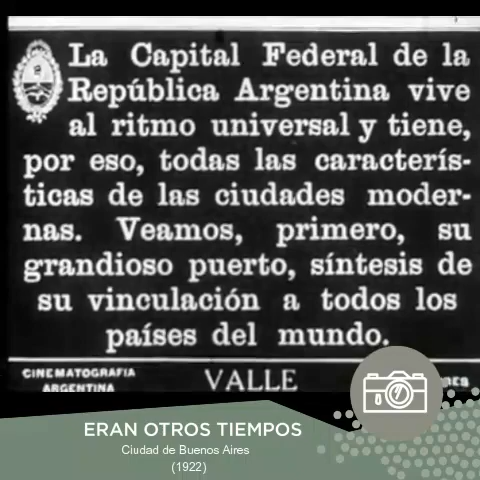 La Capital Federal de la
República Argentina vive
al ritmo universal y tiene,
por eso, todas las caracterís-
ticas de las ciudades moder-
nas. Veamos, primero, su
grandioso puerto, síntesis de
su vinculación a todos los
países del mundo.
CINEMATOGRAFIA
ARGENTINA
VALLE
ERAN OTROS TIEMPOS
Ciudad de Buenos Aires
(1922)